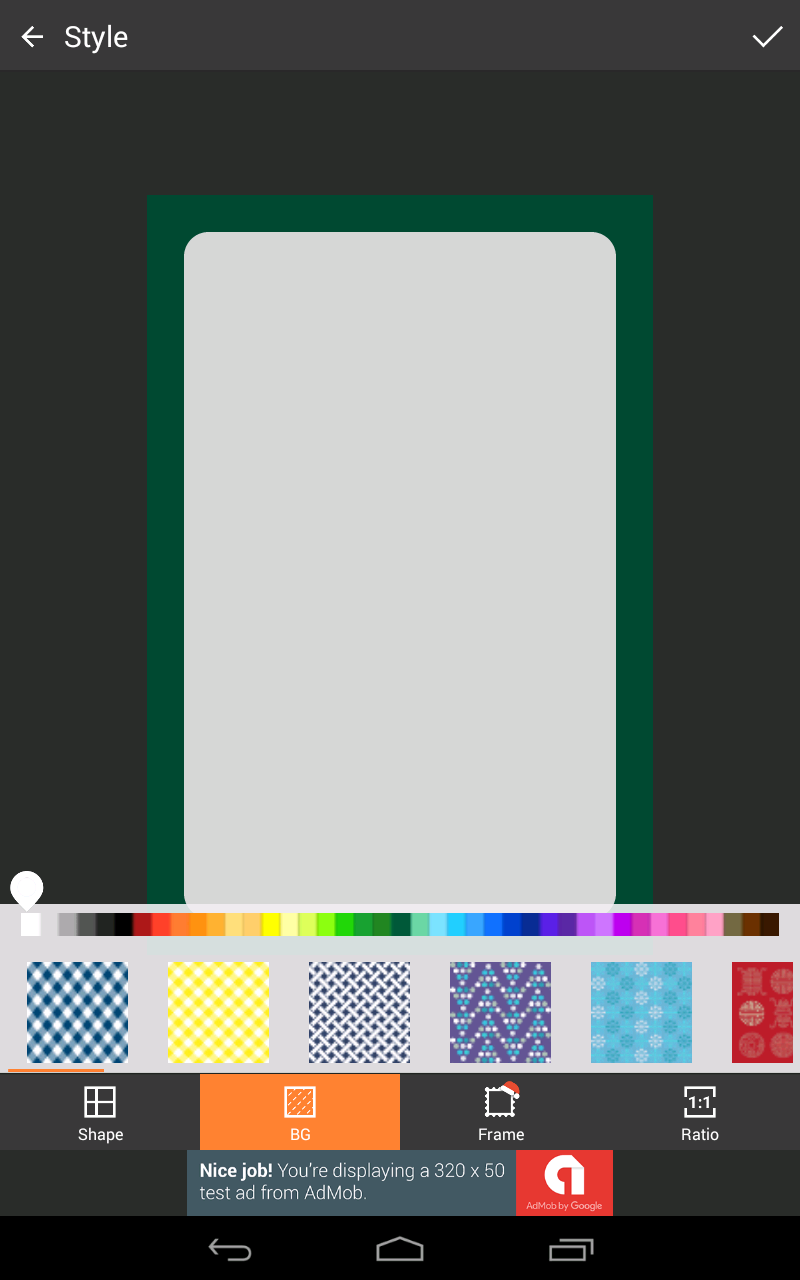 Style
Shape
BG
Frame
1:1
Ratio
Nice job! You're displaying a 320 x 50
test ad from AdMob.
AdMob by Google